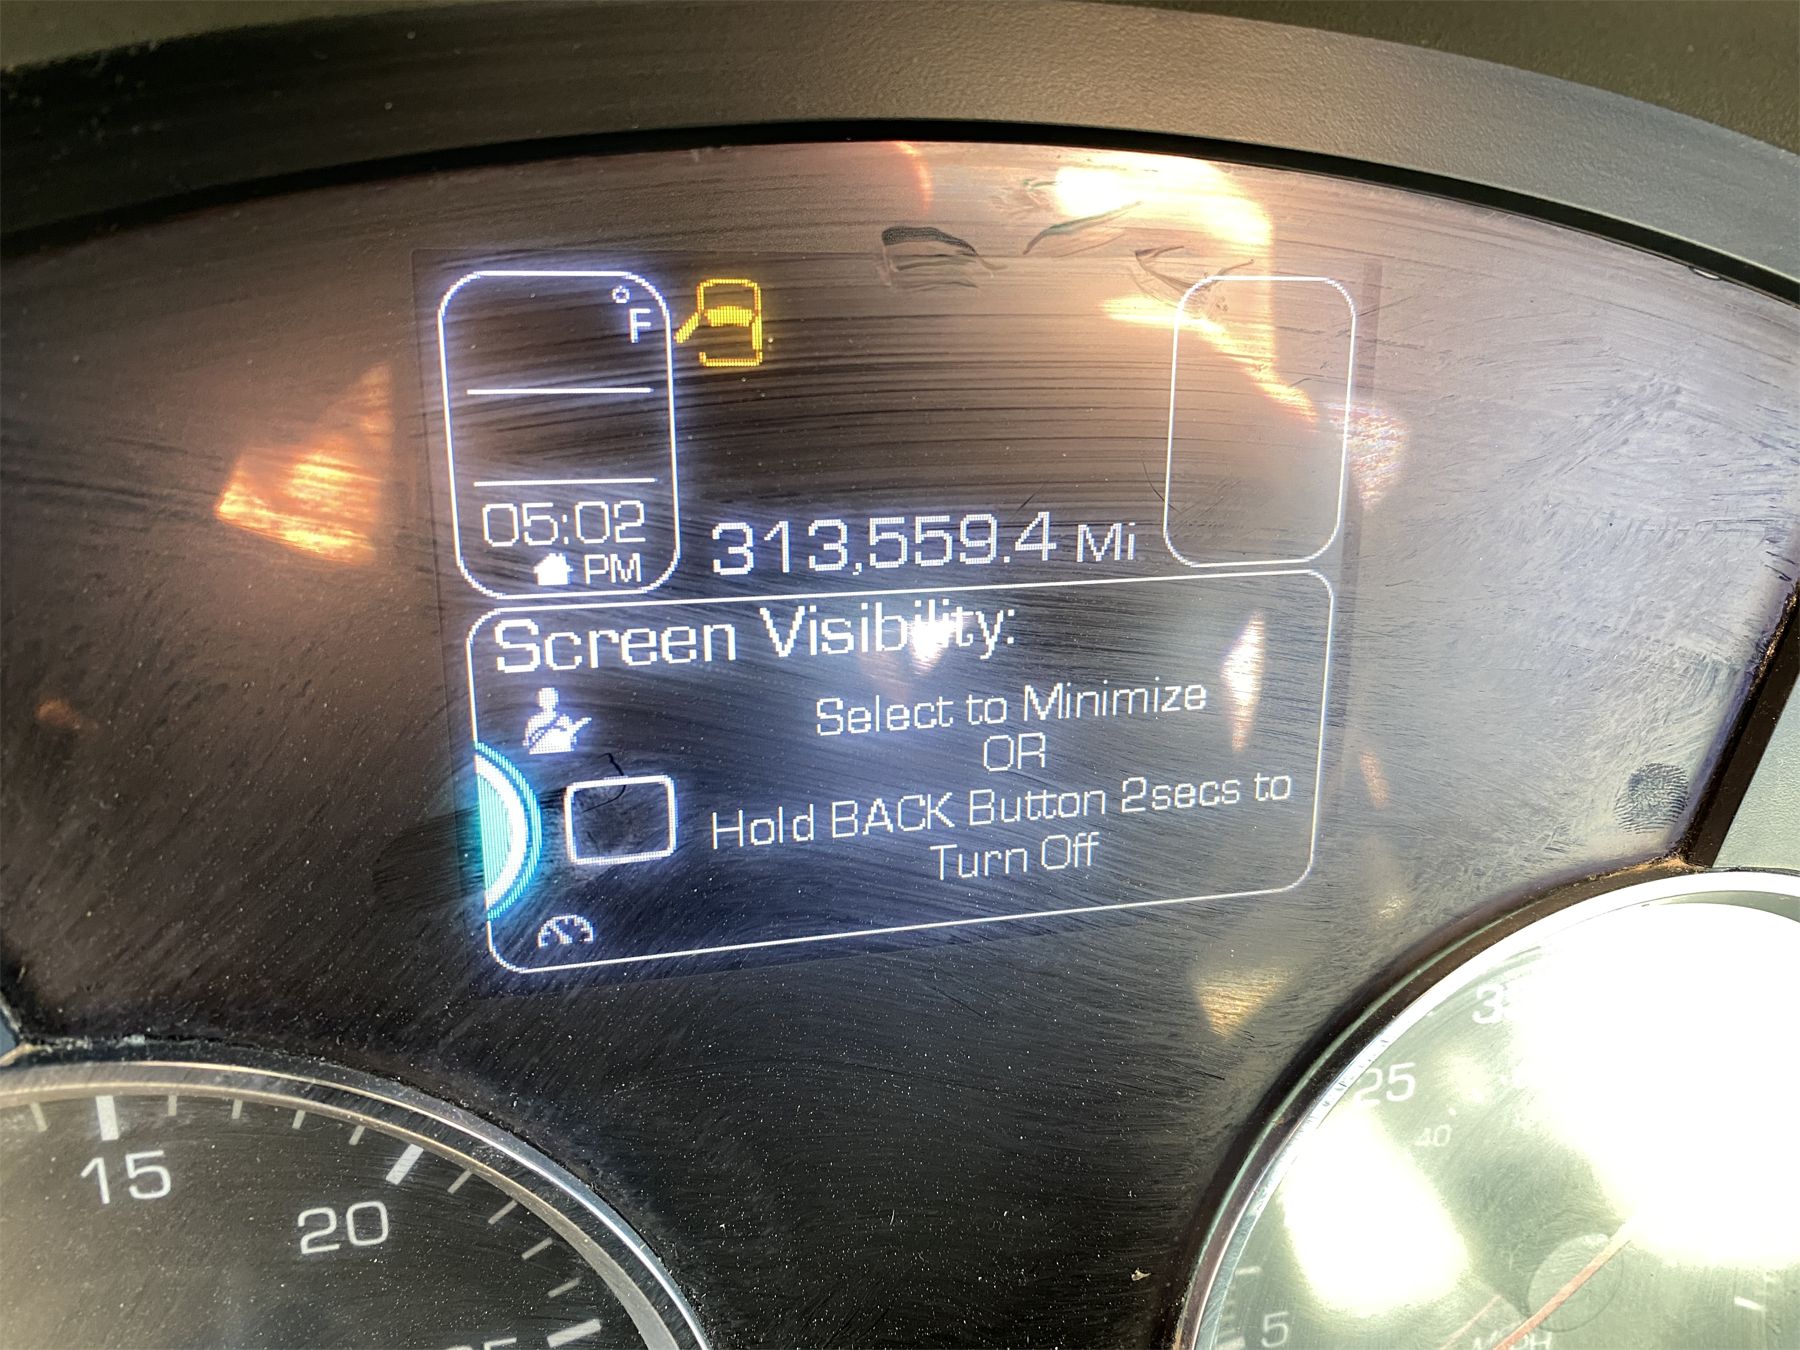 °F
05:02
PM
313,559.4 Mi
Screen Visibility:
Select to Minimize
OR
Hold BACK Button 2secs to
Turn Off
15
20
25
40
5
MPH